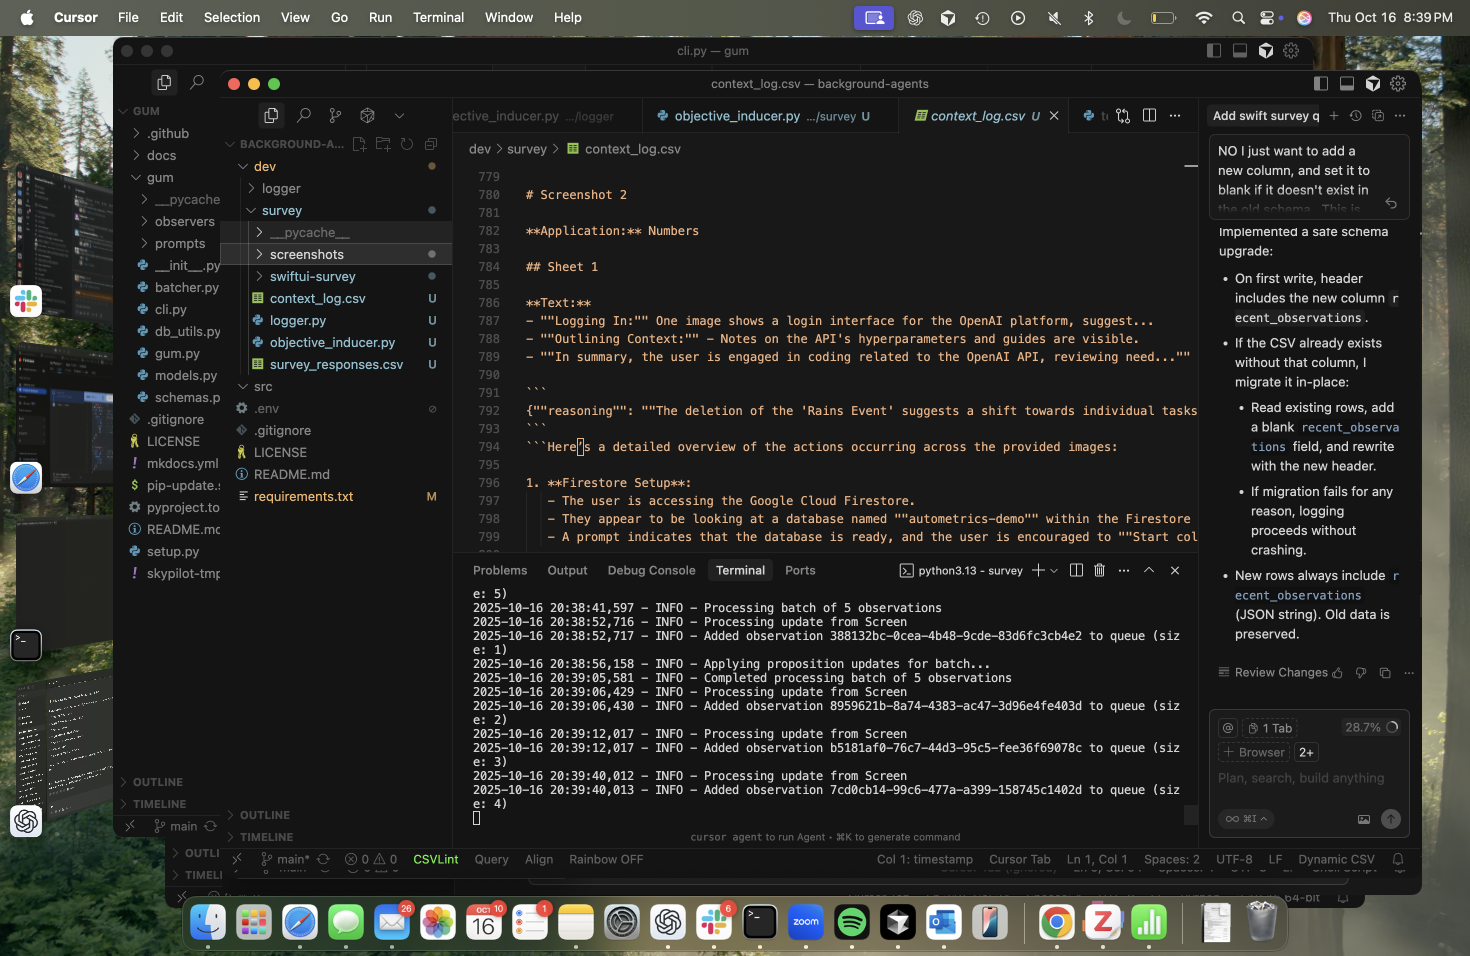 Cursor File Edit Selection View Go Run Terminal Window Help
Thu Oct 16 8:39 PM
cli.py — gum
context_log.csv — background-agents
GUM
.github
docs
gum
__pycache
observers
prompts
__init__.py
batcher.py
cli.py
db_utils.py
gum.py
models.py
schemas.p
.gitignore
LICENSE
mkdocs.yml
pip-update.s
pyproject.to
README.md
setup.py
skypilot-tmp
OUTLINE
TIMELINE
main
BACKGROUND-A...
dev
logger
survey
__pycache__
screenshots
swiftui-survey
context_log.csv U
logger.py U
objective_inducer.py U
survey_responses.csv U
src
.env
.gitignore
LICENSE
README.md
requirements.txt M
OUTLINE
TIMELINE
ective_inducer.py .../logger
objective_inducer.py .../survey U
context_log.csv U
dev > survey > context_log.csv
779
780 # Screenshot 2
781
782 **Application:** Numbers
783
784 ## Sheet 1
785
786 **Text:**
787 - ""Logging In:"" One image shows a login interface for the OpenAI platform, suggest...
788 - ""Outlining Context:"" - Notes on the API's hyperparameters and guides are visible.
789 - ""In summary, the user is engaged in coding related to the OpenAI API, reviewing need...""
790
791 ```
792 {""reasoning"": ""The deletion of the 'Rains Event' suggests a shift towards individual tasks
793 ```
794 ```Here's a detailed overview of the actions occurring across the provided images:
795
796 1. **Firestore Setup**:
797 - The user is accessing the Google Cloud Firestore.
798 - They appear to be looking at a database named ""autometrics-demo"" within the Firestore
799 - A prompt indicates that the database is ready, and the user is encouraged to ""Start col
Problems Output Debug Console Terminal Ports
python3.13 - survey
e: 5)
2025-10-16 20:38:41,597 - INFO - Processing batch of 5 observations
2025-10-16 20:38:52,716 - INFO - Processing update from Screen
2025-10-16 20:38:52,717 - INFO - Added observation 388132bc-0cea-4b48-9cde-83d6fc3cb4e2 to queue (siz
e: 1)
2025-10-16 20:38:56,158 - INFO - Applying proposition updates for batch...
2025-10-16 20:39:05,581 - INFO - Completed processing batch of 5 observations
2025-10-16 20:39:06,429 - INFO - Processing update from Screen
2025-10-16 20:39:06,430 - INFO - Added observation 8959621b-8a74-4383-ac47-3d96e4fe403d to queue (siz
e: 2)
2025-10-16 20:39:12,017 - INFO - Processing update from Screen
2025-10-16 20:39:12,017 - INFO - Added observation b5181af0-76c7-44d3-95c5-fee36f69078c to queue (siz
e: 3)
2025-10-16 20:39:40,012 - INFO - Processing update from Screen
2025-10-16 20:39:40,013 - INFO - Added observation 7cd0cb14-99c6-477a-a399-158745c1402d to queue (siz
e: 4)
cursor agent to run Agent · ⌘K to generate command
main* 0 0 CSVLint Query Align Rainbow OFF
Col 1: timestamp Cursor Tab Ln 1, Col 1 Spaces: 2 UTF-8 LF Dynamic CSV
Add swift survey q
NO I just want to add a
new column, and set it to
blank if it doesn't exist in
the old schema. This is
Implemented a safe schema
upgrade:
• On first write, header
includes the new column r
ecent_observations.
• If the CSV already exists
without that column, I
migrate it in-place:
• Read existing rows, add
a blank recent_observa
tions field, and rewrite
with the new header.
• If migration fails for any
reason, logging
proceeds without
crashing.
• New rows always include r
ecent_observations
(JSON string). Old data is
preserved.
Review Changes
@ 1 Tab 28.7%
+ Browser 2+
Plan, search, build anything
∞ ⌘I
OUTLI
TIMELI
64-bit
26
OCT 10
16
1
6
zoom